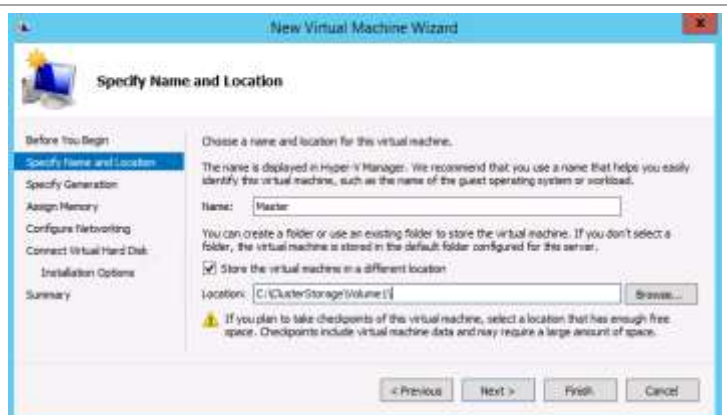 New Virtual Machine Wizard
Specify Name and Location
Before You Begin
Specify Name and Location
Specify Generation
Assign Memory
Configure Networking
Connect Virtual Hard Disk
Installation Options
Summary
Choose a name and location for this virtual machine.
The name is displayed in Hyper-V Manager. We recommend that you use a name that helps you easily
identify this virtual machine, such as the name of the guest operating system or workload.
Name: Master
You can create a folder or use an existing folder to store the virtual machine. If you don't select a
folder, the virtual machine is stored in the default folder configured for this server.
Store the virtual machine in a different location
Location: C:\ClusterStorage\Volume1\
Browse...
If you plan to take checkpoints of this virtual machine, select a location that has enough free
space. Checkpoints include virtual machine data and may require a large amount of space.
< Previous Next > Finish Cancel